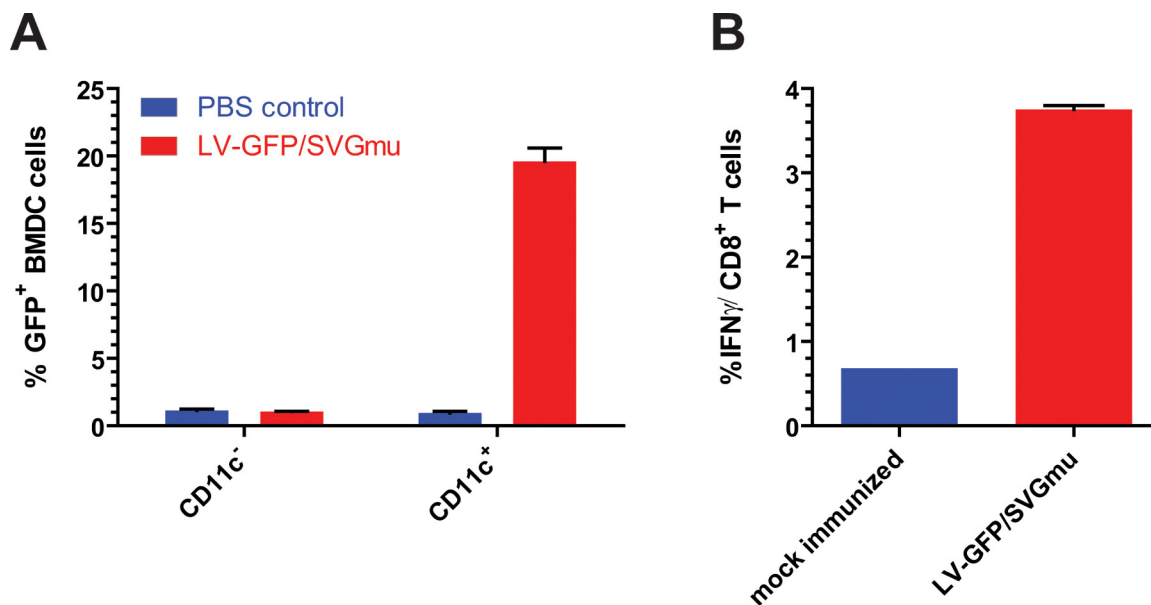 A
B
% GFP⁺ BMDC cells
25
20
15
10
5
0
PBS control
LV-GFP/SVGmu
CD11c⁻
CD11c⁺
%IFNγ/ CD8⁺ T cells
4
3
2
1
0
mock immunized
LV-GFP/SVGmu